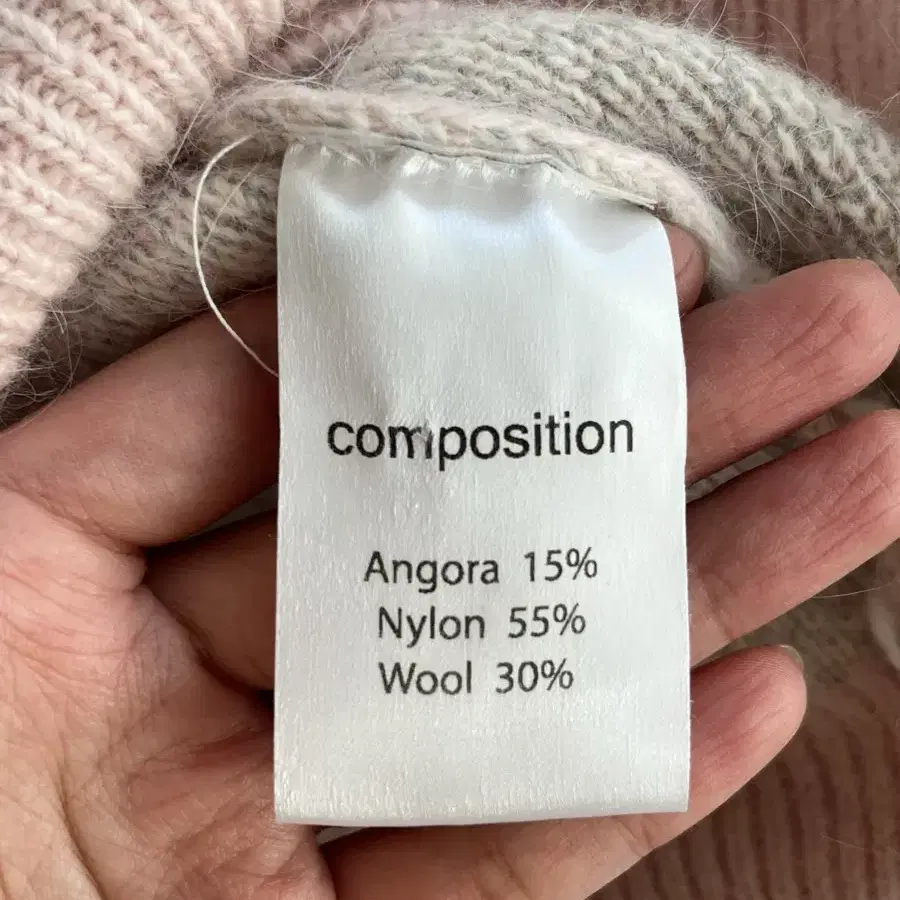 composition
Angora 15%
Nylon 55%
Wool 30%